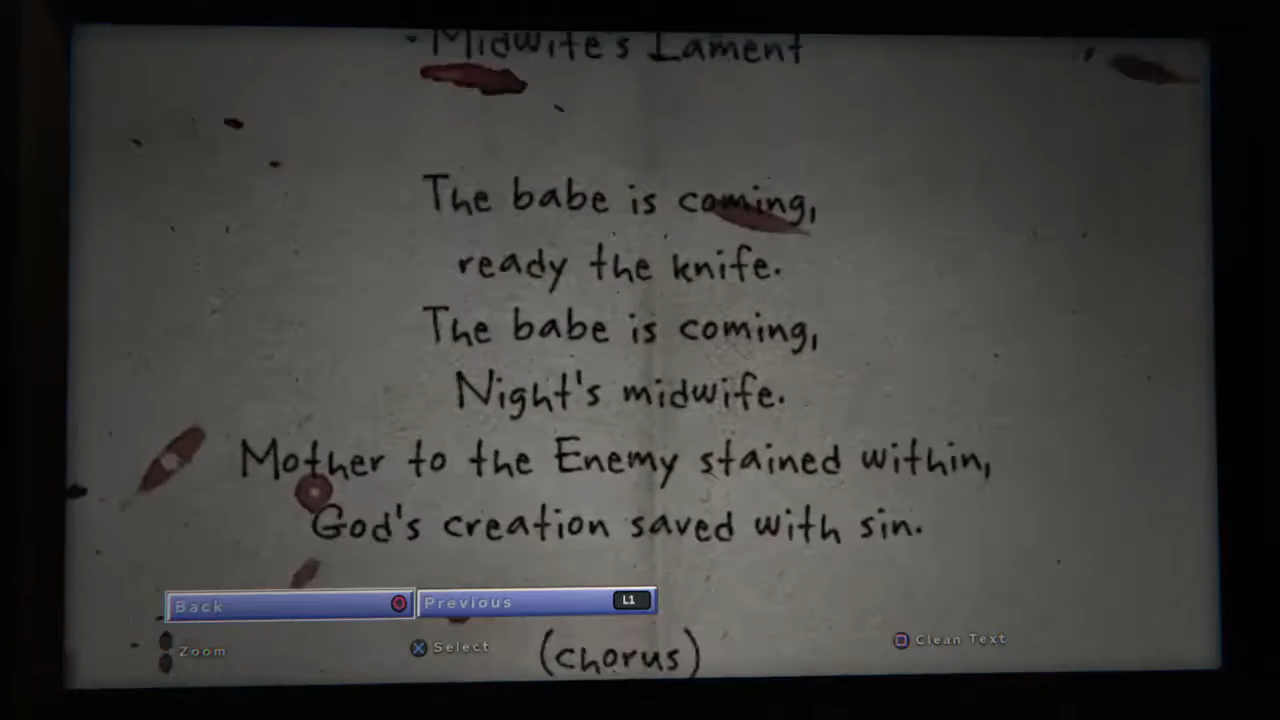 - Midwife's Lament
The babe is coming,
ready the knife.
The babe is coming,
Night's midwife.
Mother to the Enemy stained within,
God's creation saved with sin.
Back
Previous L1
Zoom
Select
(chorus)
Clean Text